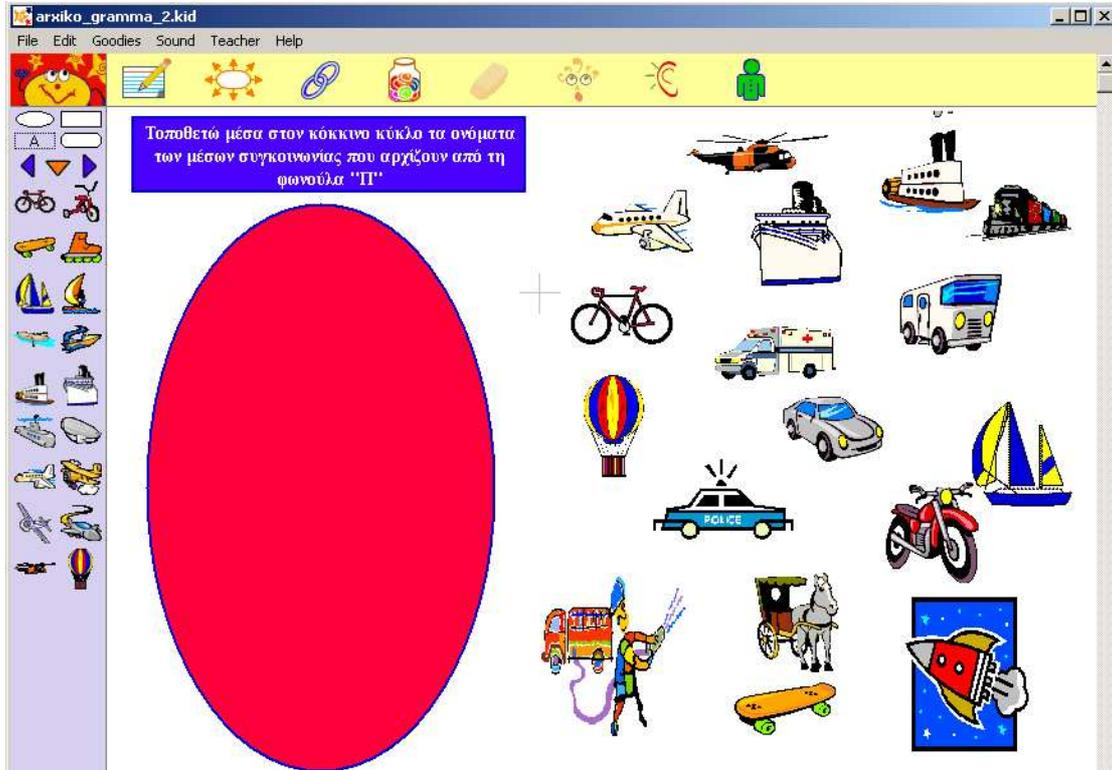 arxiko_gramma_2.kid
File Edit Goodies Sound Teacher Help
A
Τοποθετώ μέσα στον κόκκινο κύκλο τα ονόματα
των μέσων συγκοινωνίας που αρχίζουν από τη
φωνούλα ''Π''
POLICE